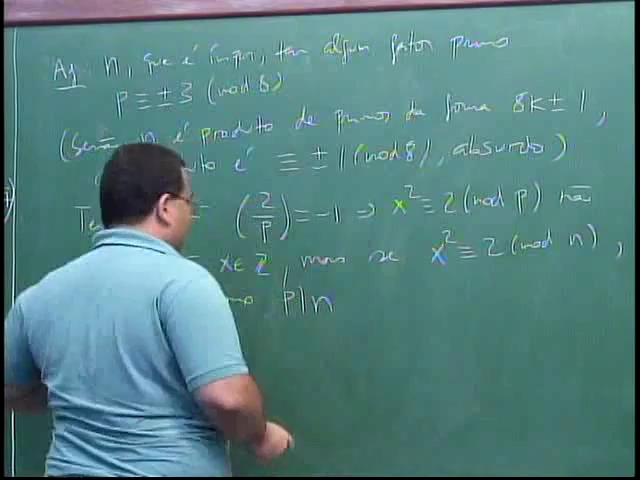 Aí n, que é ímpar, tem algum fator primo
p ≡ ±3 (mod 8)
(Senão n é produto de primos da forma 8k±1,
é ≡ ±1 (mod 8), absurdo)
(2/p) = -1 ⇒ x² ≡ 2 (mod p) não
x ∈ Z, mas se x² ≡ 2 (mod n),
p|n